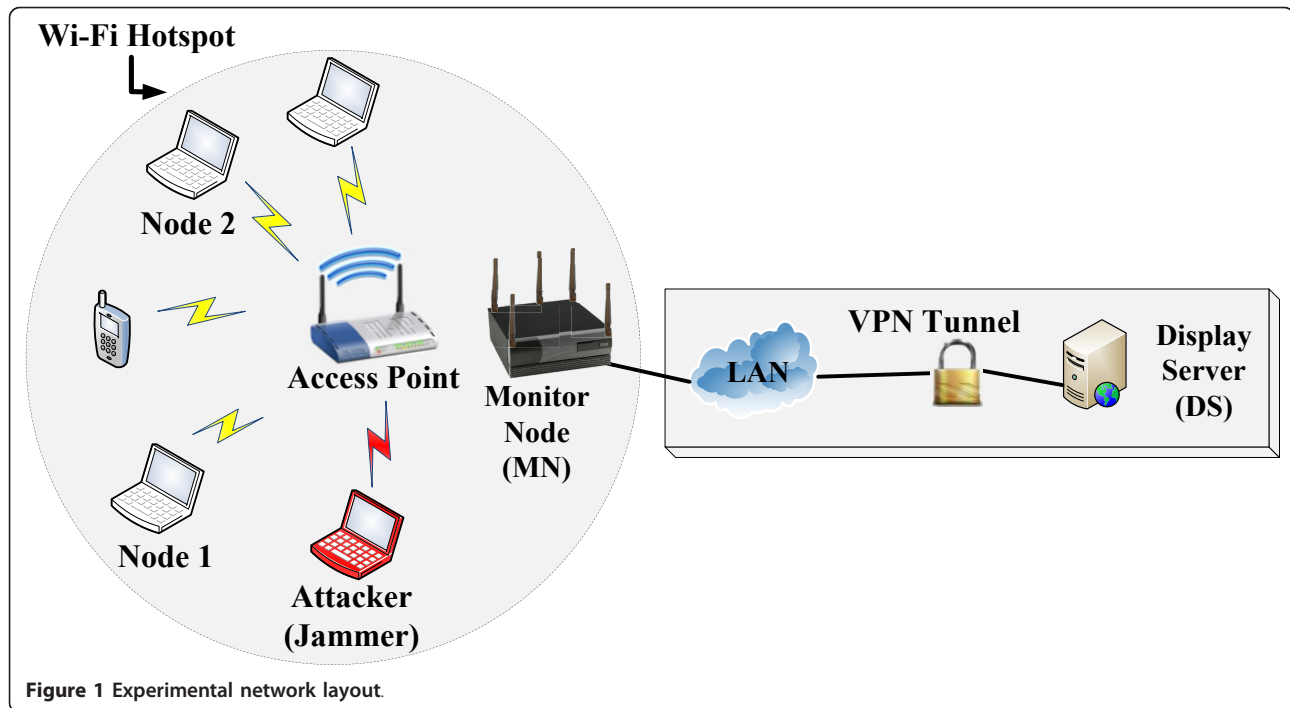 Wi-Fi Hotspot
Node 2
Access Point
Node 1
Attacker
(Jammer)
Monitor
Node
(MN)
LAN
VPN Tunnel
Display
Server
(DS)
Figure 1 Experimental network layout.